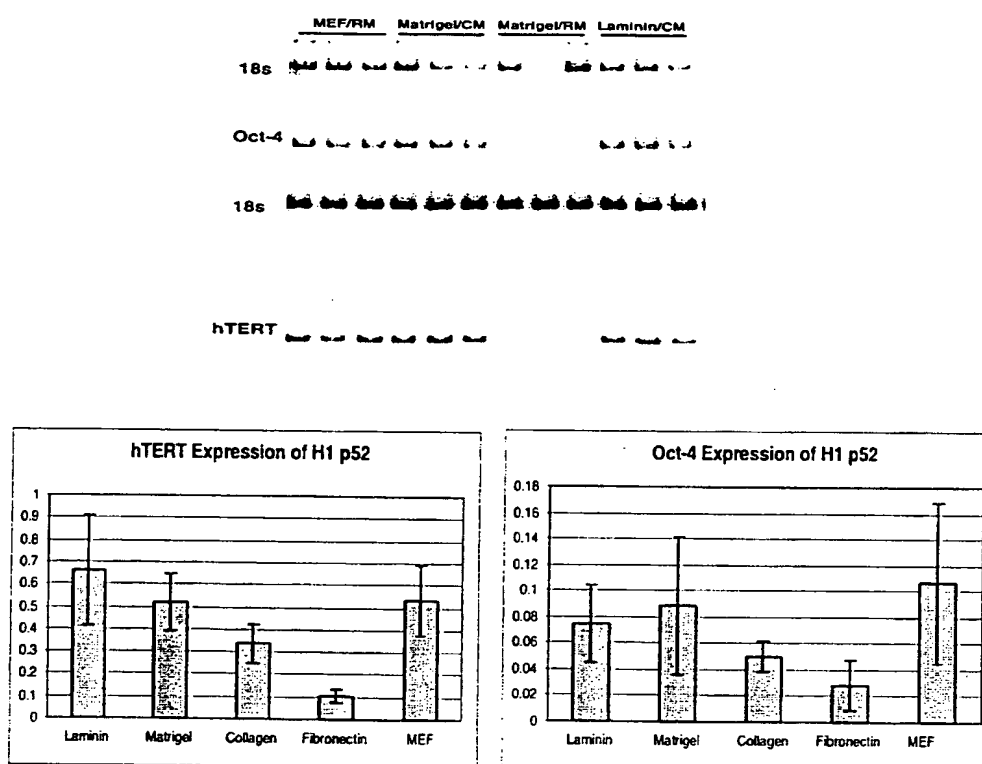 MEF/RM Matrigel/CM Matrigel/RM Laminin/CM
18s
Oct-4
18s
hTERT
hTERT Expression of H1 p52
1
0.9
0.8
0.7
0.6
0.5
0.4
0.3
0.2
0.1
0
Laminin Matrigel Collagen Fibronectin MEF
Oct-4 Expression of H1 p52
0.18
0.16
0.14
0.12
0.1
0.08
0.06
0.04
0.02
0
Laminin Matrigel Collagen Fibronectin MEF